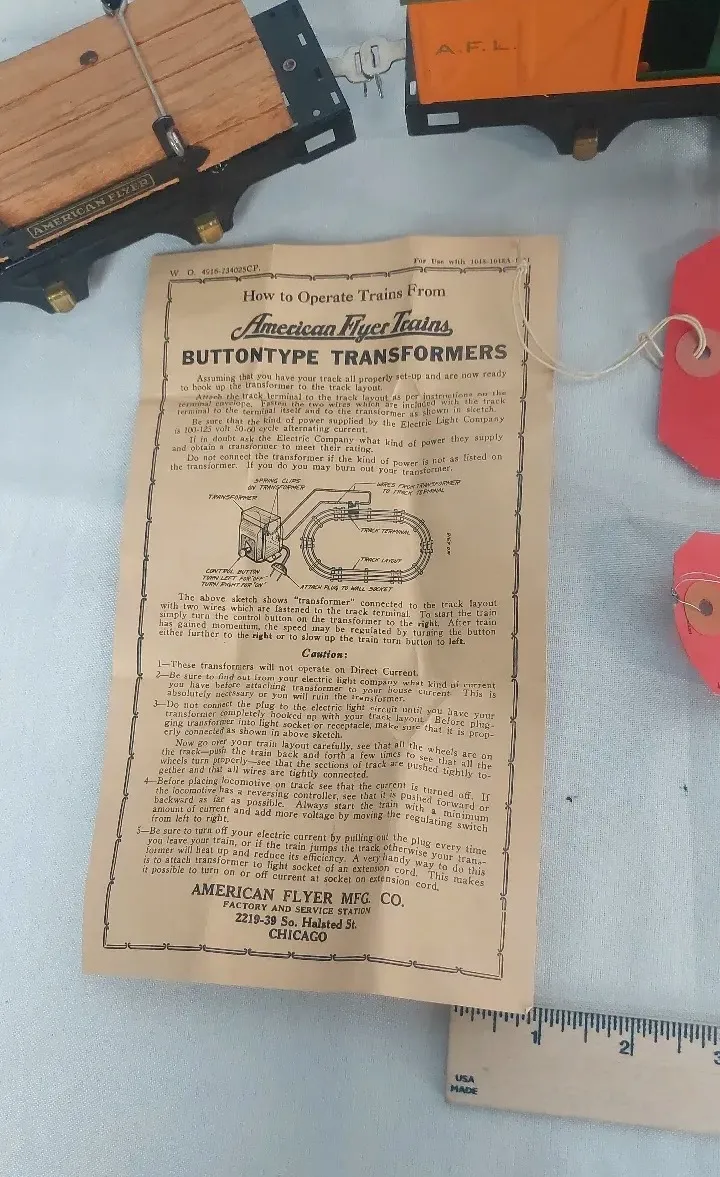 A. F. L.
AMERICAN FLYER
W. O. 4916-234025CP.
For Use with 1018-1018A-
How to Operate Trains From
American Flyer Trains
BUTTONTYPE TRANSFORMERS
Assuming that you have your track all properly set-up and are now ready
to hook up the transformer to the track layout.
Attach the track terminal to the track layout as per instructions on the
terminal envelope. Fasten the two wires which are included with the track
terminal to the terminal itself and to the transformer as shown in sketch.
Be sure that the kind of power supplied by the Electric Light Company
is 100-125 volt 50-60 cycle alternating current.
If in doubt ask the Electric Company what kind of power they supply
and obtain a transformer to meet their rating.
Do not connect the transformer if the kind of power is not as listed on
the transformer. If you do you may burn out your transformer.
SPRING CLIPS
ON TRANSFORMER
WIRES FROM TRANSFORMER
TO TRACK TERMINAL
TRANSFORMER
TRACK TERMINAL
TRACK LAYOUT
CONTROL BUTTON
TURN LEFT FOR "OFF"
TURN RIGHT FOR "ON"
ATTACH PLUG TO WALL SOCKET
The above sketch shows "transformer" connected to the track layout
with two wires which are fastened to the track terminal. To start the train
simply turn the control button on the transformer to the right. After train
has gained momentum, the speed may be regulated by turning the button
either further to the right or to slow up the train turn button to left.
Caution:
1—These transformers will not operate on Direct Current.
2—Be sure to find out from your electric light company what kind of current
you have before attaching transformer to your house current. This is
absolutely necessary or you will ruin the transformer.
3—Do not connect the plug to the electric light circuit until you have your
transformer completely hooked up with your track layout. Before plug-
ging transformer into light socket or receptacle, make sure that it is prop-
erly connected as shown in above sketch.
Now go over your train layout carefully, see that all the wheels are on
the track—push the train back and forth a few times to see that all the
wheels turn properly—see that the sections of track are pushed tightly to-
gether and that all wires are tightly connected.
4—Before placing locomotive on track see that the current is turned off. If
the locomotive has a reversing controller, see that it is pushed forward or
backward as far as possible. Always start the train with a minimum
amount of current and add more voltage by moving the regulating switch
from left to right.
5—Be sure to turn off your electric current by pulling out the plug every time
you leave your train, or if the train jumps the track otherwise your trans-
former will heat up and reduce its efficiency. A very handy way to do this
is to attach transformer to light socket of an extension cord. This makes
it possible to turn on or off current at socket on extension cord.
AMERICAN FLYER MFG. CO.
FACTORY AND SERVICE STATION
2219-39 So. Halsted St.
CHICAGO
1 2 3
USA
MADE